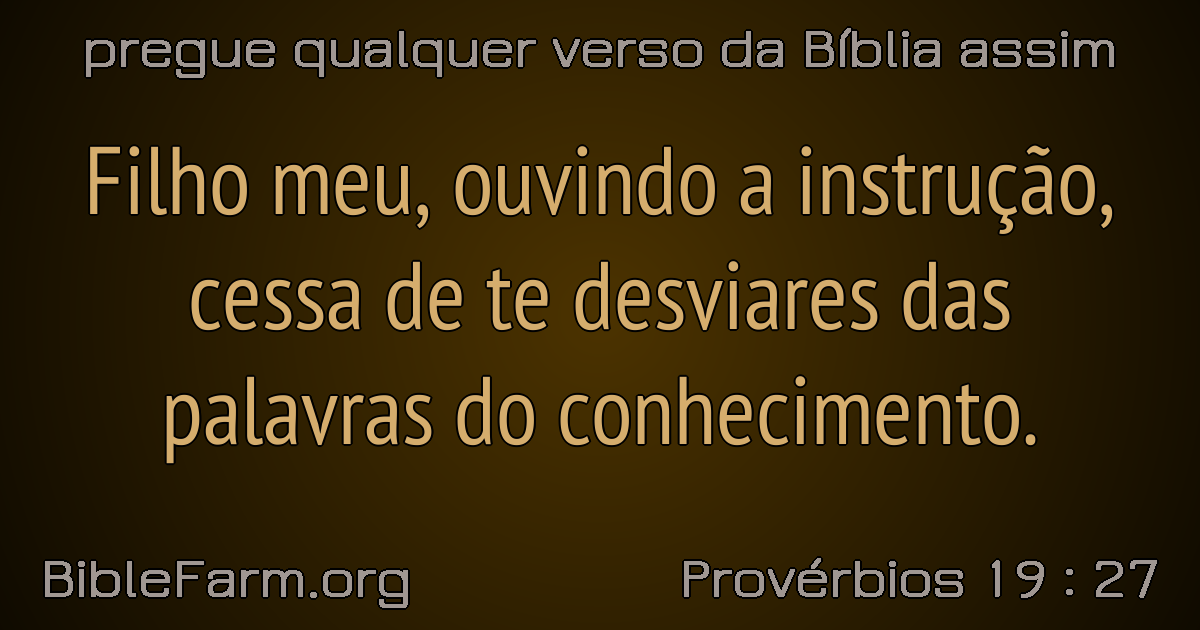 pregue qualquer verso da Bíblia assim
Filho meu, ouvindo a instrução,
cessa de te desviares das
palavras do conhecimento.
BibleFarm.org
Provérbios 19 : 27